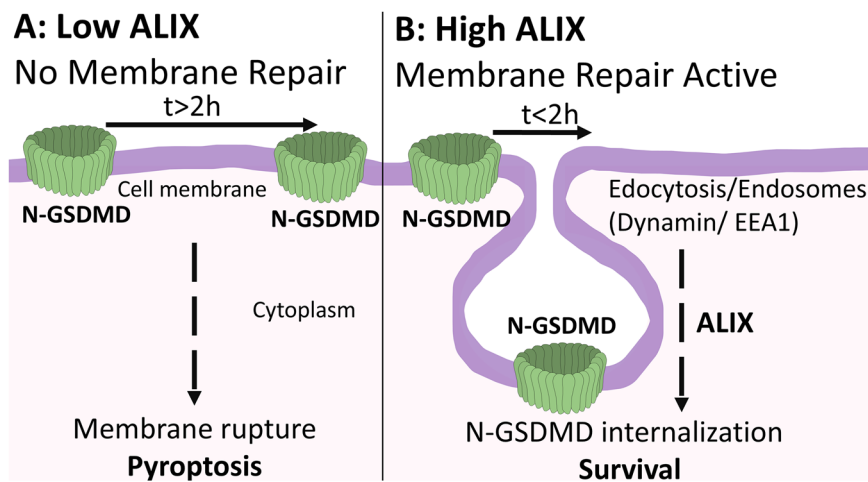 A: Low ALIX
No Membrane Repair
t>2h
Cell membrane
N-GSDMD
N-GSDMD
Cytoplasm
Membrane rupture
Pyroptosis
B: High ALIX
Membrane Repair Active
t<2h
N-GSDMD
Edocytosis/Endosomes
(Dynamin/ EEA1)
N-GSDMD
ALIX
N-GSDMD internalization
Survival